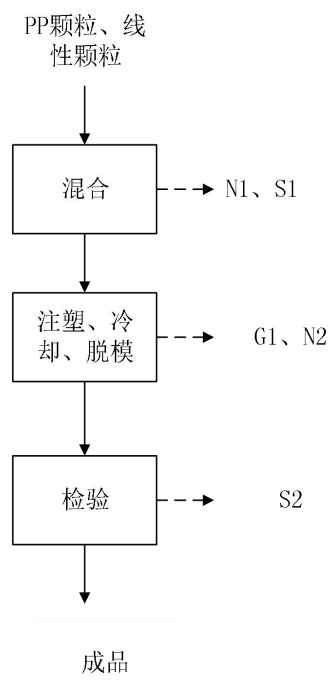 PP颗粒、线
性颗粒
混合
N1、S1
注塑、冷
却、脱模
G1、N2
检验
S2
成品